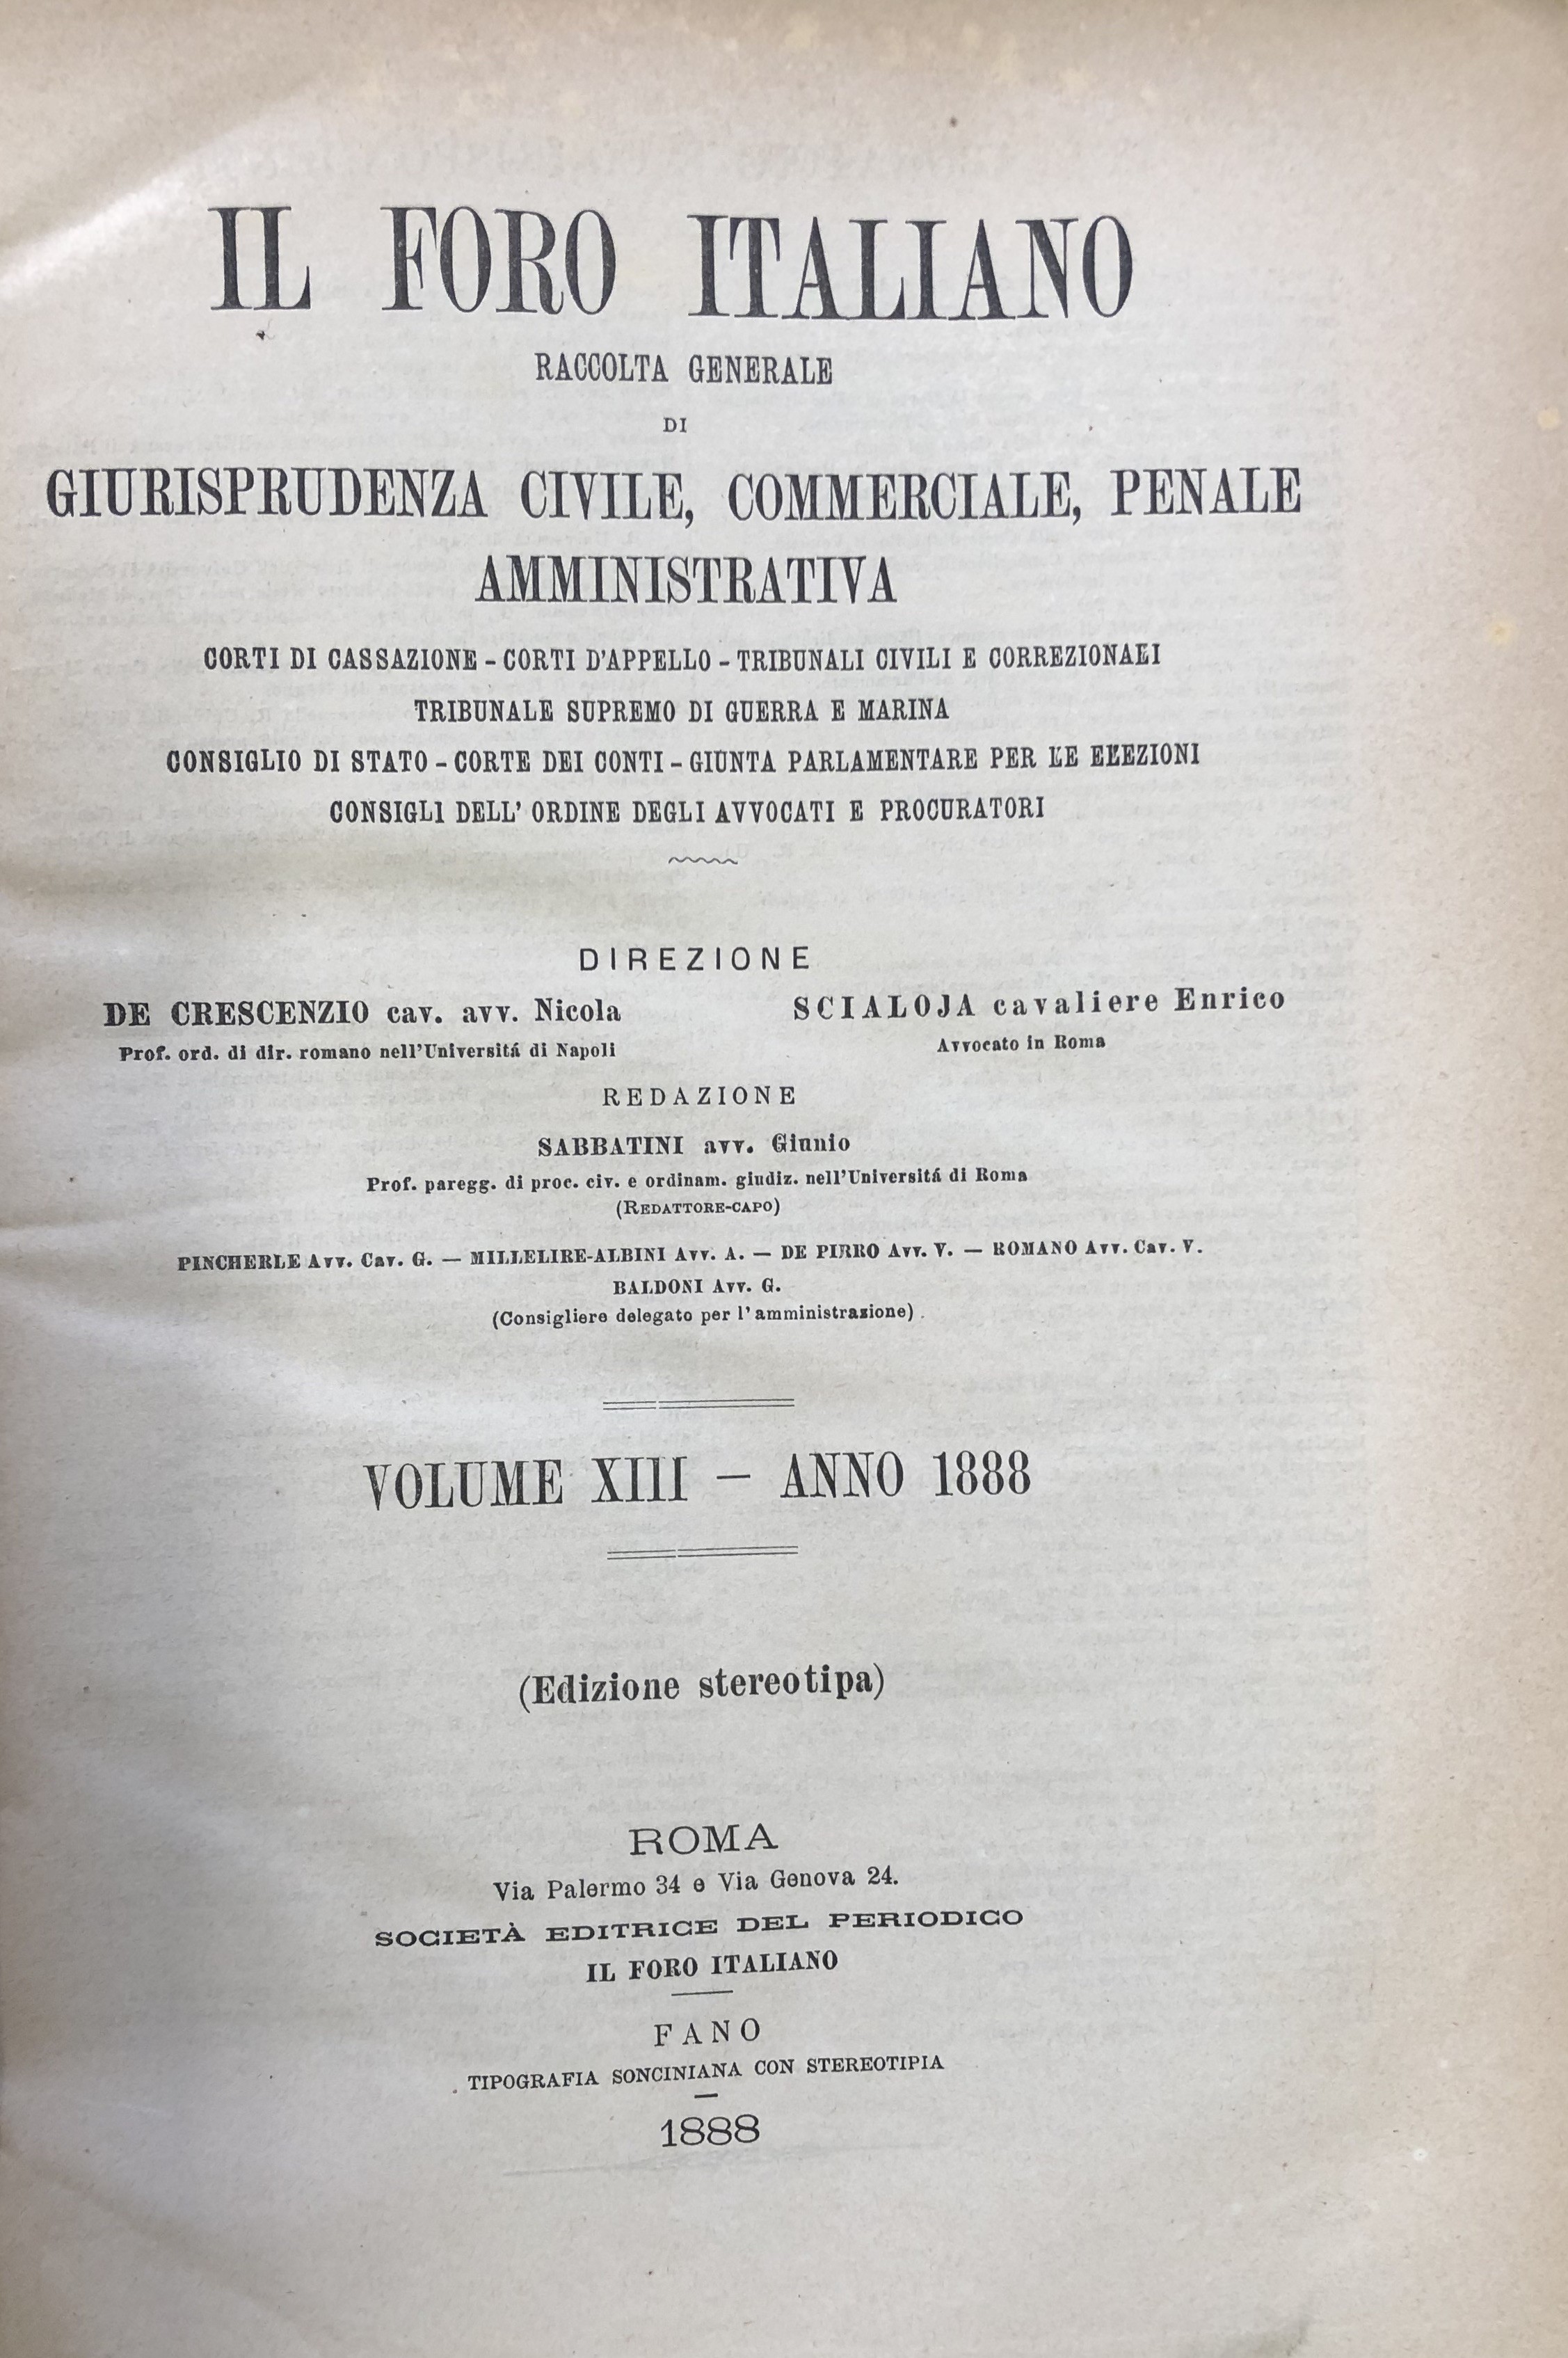 IL FORO ITALIANO
RACCOLTA GENERALE
DI
GIURISPRUDENZA CIVILE, COMMERCIALE, PENALE
AMMINISTRATIVA
CORTI DI CASSAZIONE - CORTI D'APPELLO - TRIBUNALI CIVILI E CORREZIONALI
TRIBUNALE SUPREMO DI GUERRA E MARINA
CONSIGLIO DI STATO - CORTE DEI CONTI - GIUNTA PARLAMENTARE PER LE ELEZIONI
CONSIGLI DELL' ORDINE DEGLI AVVOCATI E PROCURATORI
DIREZIONE
DE CRESCENZIO cav. avv. Nicola
Prof. ord. di dir. romano nell'Universitá di Napoli
SCIALOJA cavaliere Enrico
Avvocato in Roma
REDAZIONE
SABBATINI avv. Giunio
Prof. paregg. di proc. civ. e ordinam. giudiz. nell'Universitá di Roma
(REDATTORE-CAPO)
PINCHERLE Avv. Cav. G. — MILLELIRE-ALBINI Avv. A. — DE PIRRO Avv. V. — ROMANO Avv. Cav. V.
BALDONI Avv. G.
(Consigliere delegato per l' amministrazione)
VOLUME XIII — ANNO 1888
(Edizione stereotipa)
ROMA
Via Palermo 34 e Via Genova 24.
SOCIETÀ EDITRICE DEL PERIODICO
IL FORO ITALIANO
FANO
TIPOGRAFIA SONCINIANA CON STEREOTIPIA
1888